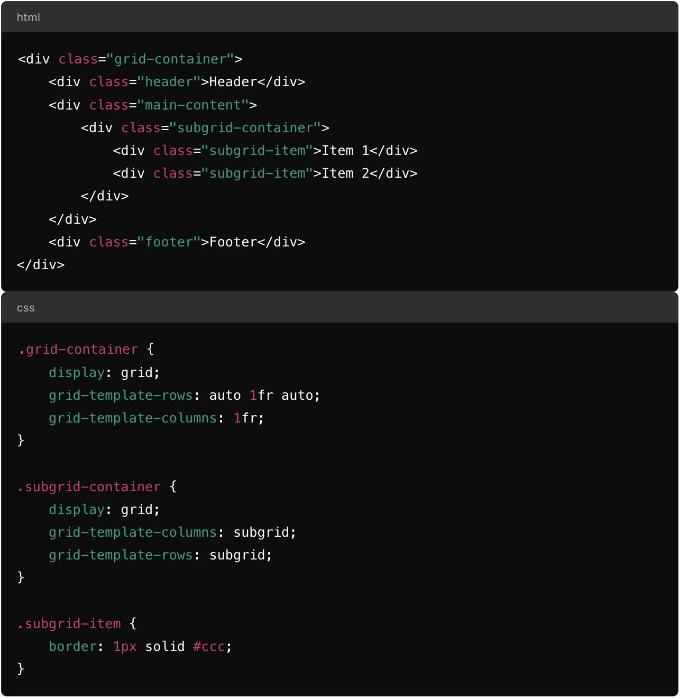 html
<div class="grid-container">
    <div class="header">Header</div>
    <div class="main-content">
        <div class="subgrid-container">
            <div class="subgrid-item">Item 1</div>
            <div class="subgrid-item">Item 2</div>
        </div>
    </div>
    <div class="footer">Footer</div>
</div>
css
.grid-container {
    display: grid;
    grid-template-rows: auto 1fr auto;
    grid-template-columns: 1fr;
}

.subgrid-container {
    display: grid;
    grid-template-columns: subgrid;
    grid-template-rows: subgrid;
}

.subgrid-item {
    border: 1px solid #ccc;
}